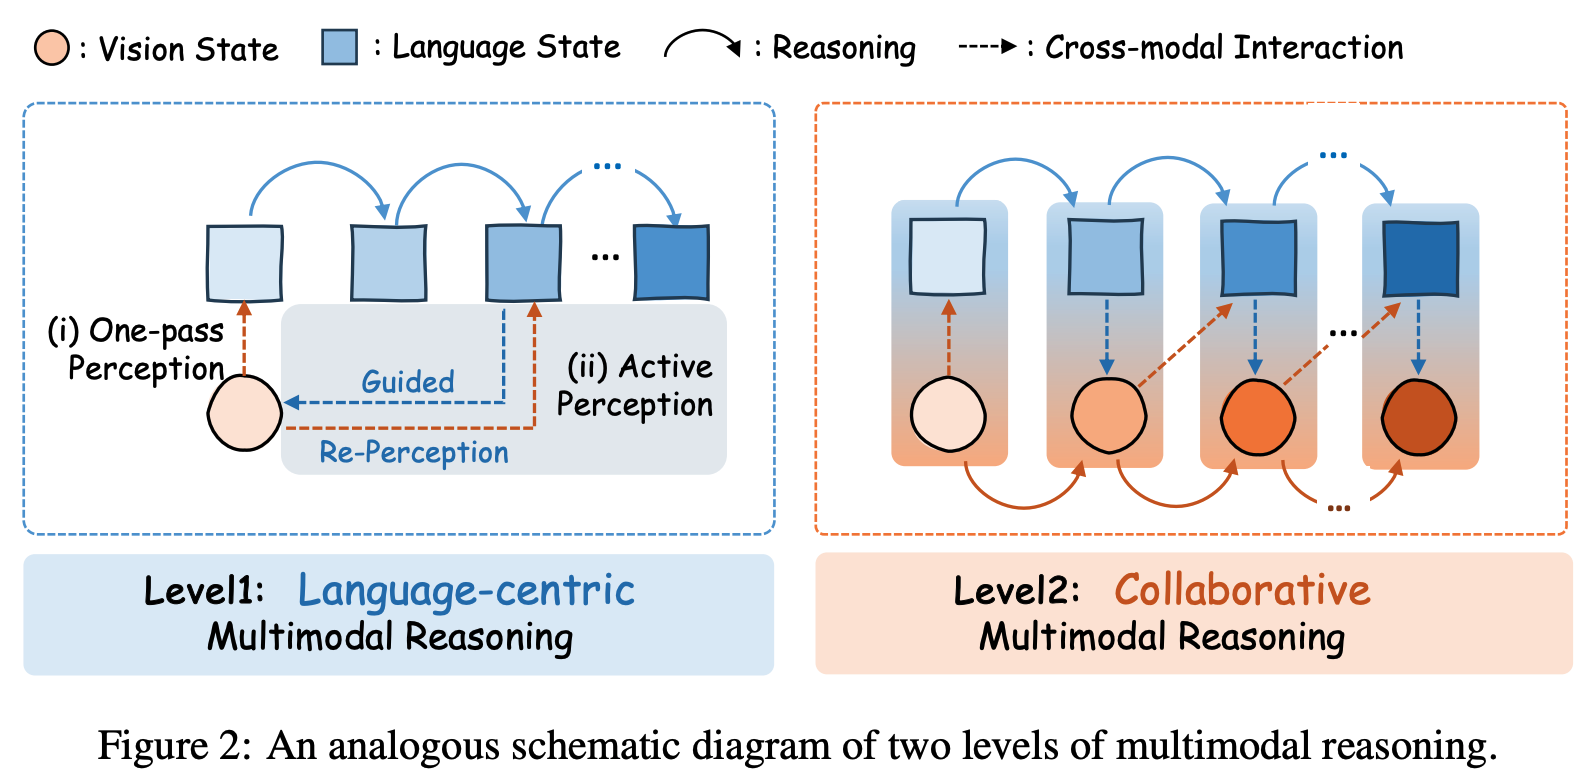 : Vision State : Language State : Reasoning : Cross-modal Interaction
...
...
(i) One-pass
Perception
Guided
(ii) Active
Perception
Re-Perception
Level1: Language-centric
Multimodal Reasoning
...
...
...
Level2: Collaborative
Multimodal Reasoning
Figure 2: An analogous schematic diagram of two levels of multimodal reasoning.